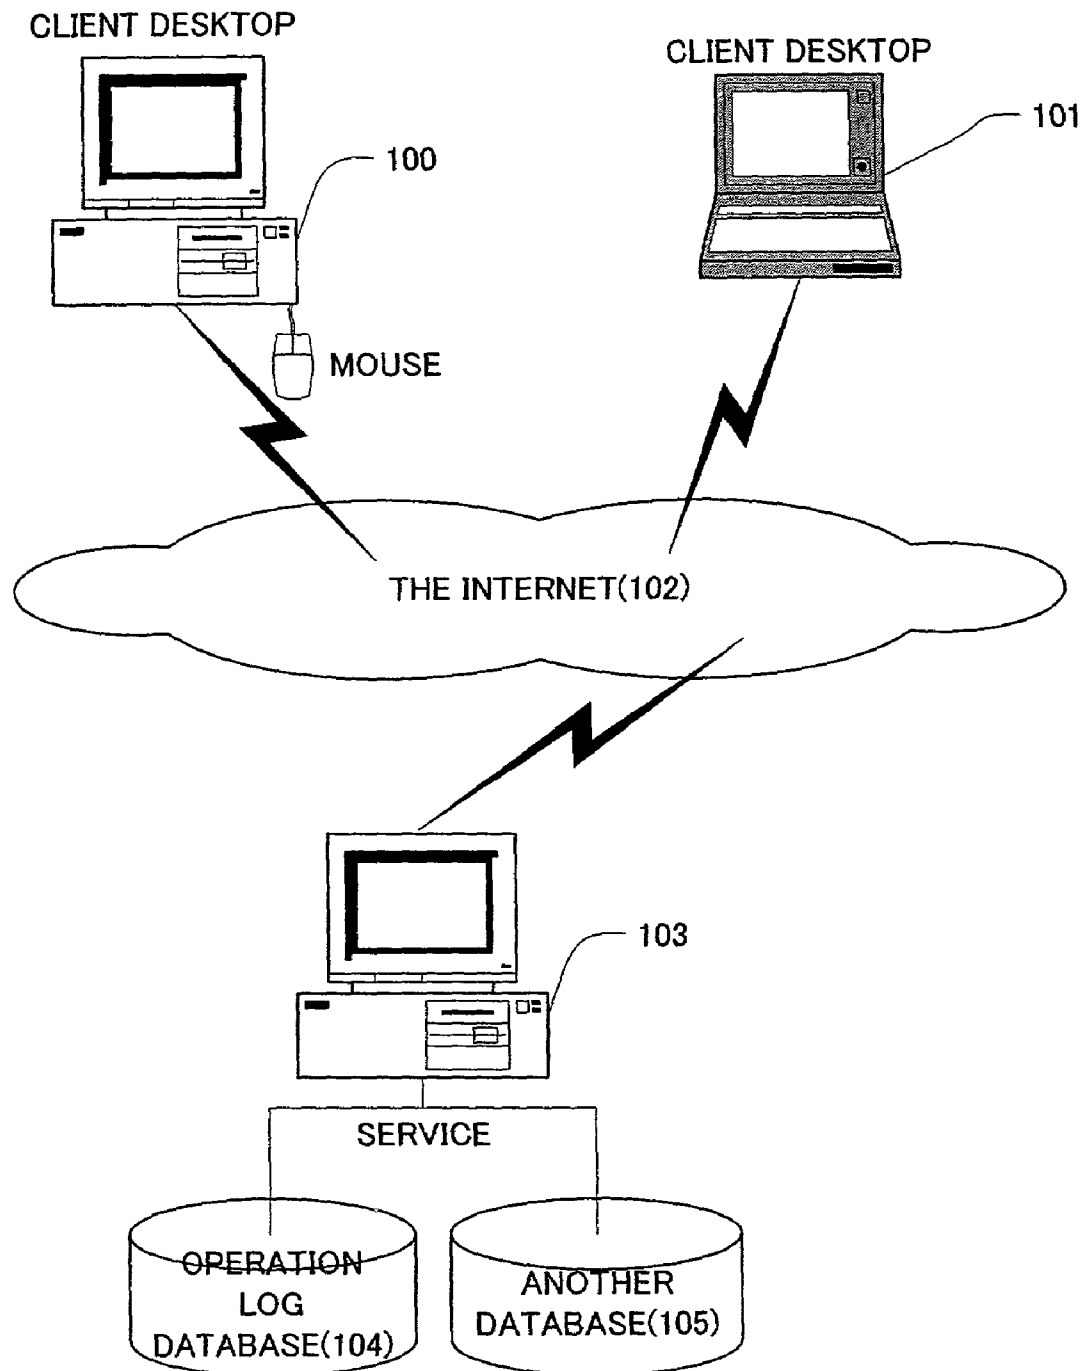 CLIENT DESKTOP
CLIENT DESKTOP
101
100
MOUSE
THE INTERNET(102)
103
SERVICE
OPERATION
LOG
DATABASE(104)
ANOTHER
DATABASE(105)